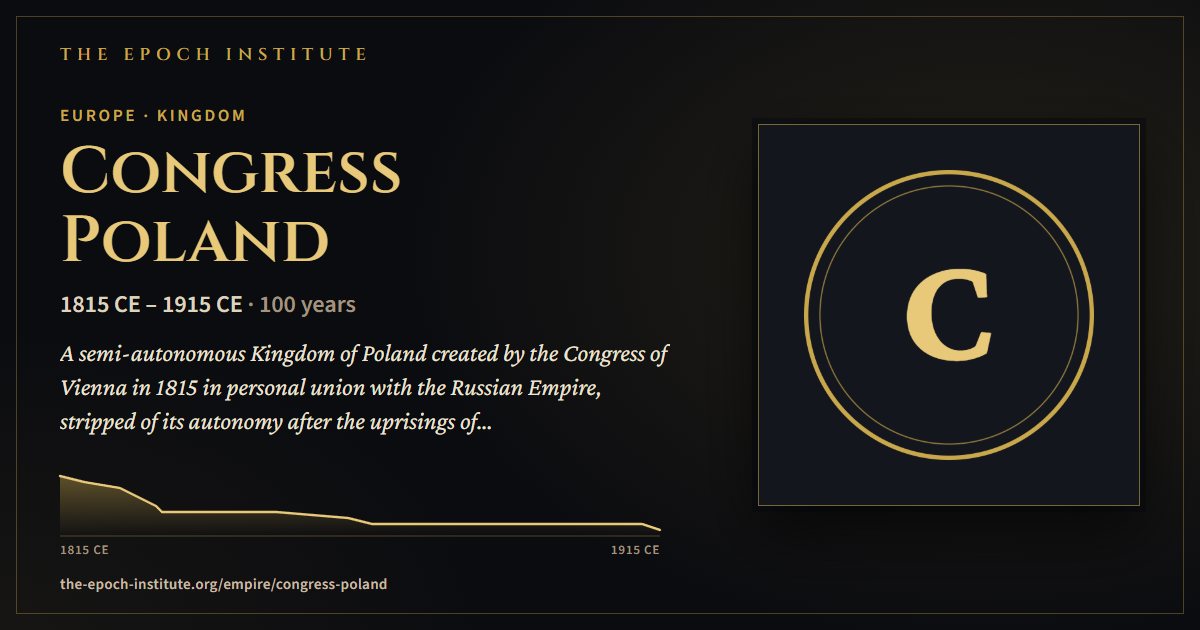 THE EPOCH INSTITUTE
EUROPE · KINGDOM
CONGRESS
POLAND
1815 CE – 1915 CE · 100 years
A semi-autonomous Kingdom of Poland created by the Congress of
Vienna in 1815 in personal union with the Russian Empire,
stripped of its autonomy after the uprisings of...
C
1815 CE
1915 CE
the-epoch-institute.org/empire/congress-poland